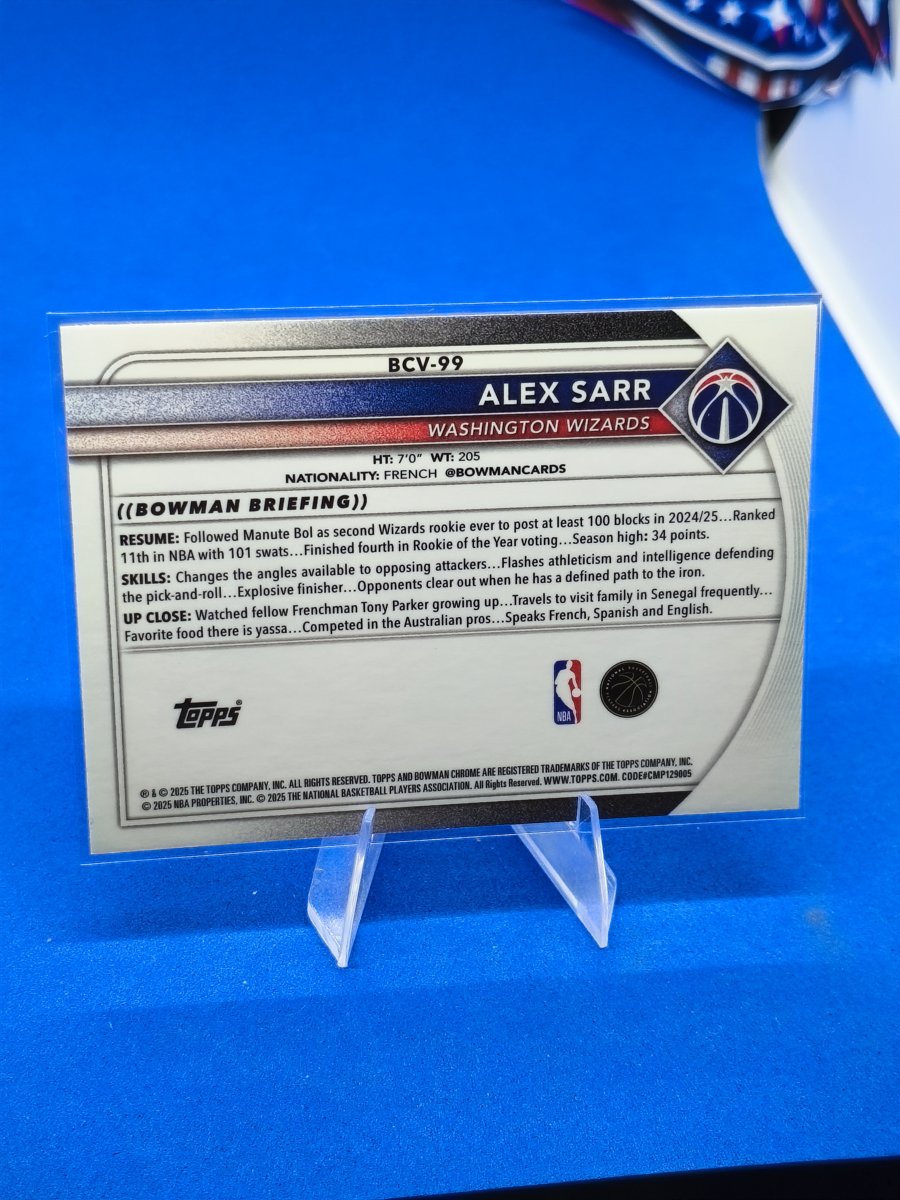 BCV-99
ALEX SARR
WASHINGTON WIZARDS
HT: 7'0" WT: 205
NATIONALITY: FRENCH @BOWMANCARDS
((BOWMAN BRIEFING))
RESUME: Followed Manute Bol as second Wizards rookie ever to post at least 100 blocks in 2024/25...Ranked
11th in NBA with 101 swats...Finished fourth in Rookie of the Year voting...Season high: 34 points.
SKILLS: Changes the angles available to opposing attackers...Flashes athleticism and intelligence defending
the pick-and-roll...Explosive finisher...Opponents clear out when he has a defined path to the iron.
UP CLOSE: Watched fellow Frenchman Tony Parker growing up...Travels to visit family in Senegal frequently...
Favorite food there is yassa...Competed in the Australian pros...Speaks French, Spanish and English.
Topps®
NBA
® & © 2025 THE TOPPS COMPANY, INC. ALL RIGHTS RESERVED. TOPPS AND BOWMAN CHROME ARE REGISTERED TRADEMARKS OF THE TOPPS COMPANY, INC.
© 2025 NBA PROPERTIES, INC. © 2025 THE NATIONAL BASKETBALL PLAYERS ASSOCIATION. All Rights Reserved. WWW.TOPPS.COM. CODE#CMP129005